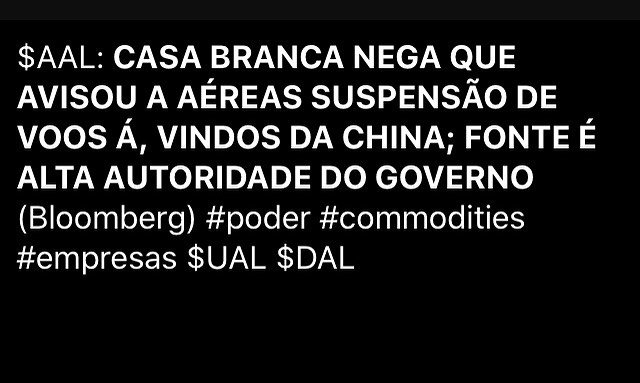 $AAL: CASA BRANCA NEGA QUE
AVISOU A AÉREAS SUSPENSÃO DE
VOOS Á, VINDOS DA CHINA; FONTE É
ALTA AUTORIDADE DO GOVERNO
(Bloomberg) #poder #commodities
#empresas $UAL $DAL